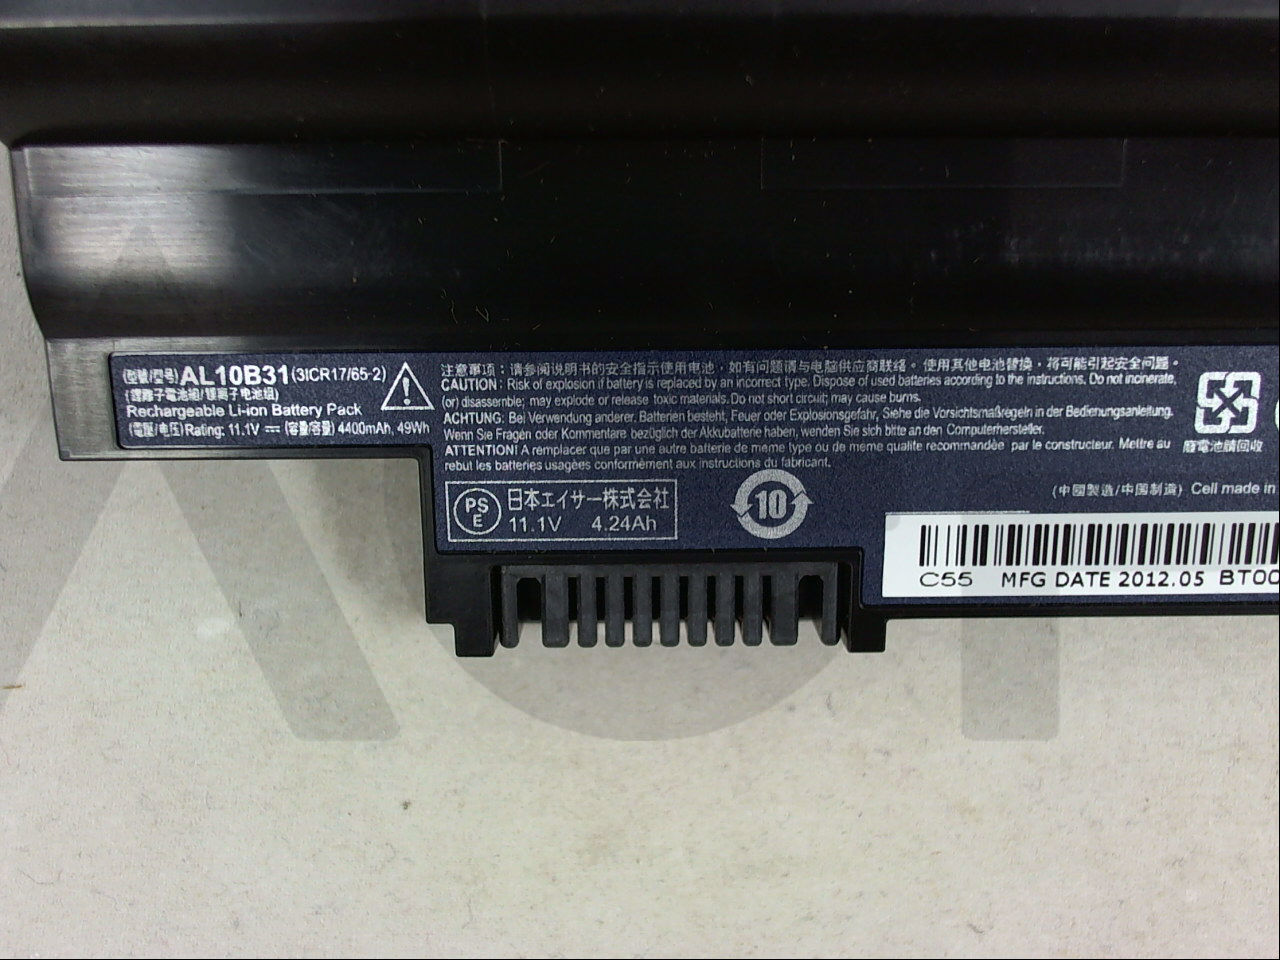 (型號/型号)AL10B31(3ICR17/65-2)
(鋰離子電池組/锂离子电池组)
Rechargeable Li-ion Battery Pack
(電壓/电压) Rating: 11.1V ⎓ (容量/容量) 4400mAh, 49Wh
注意事项：请参阅说明书的安全指示使用电池，如有问题请与电脑供应商联络。使用其他电池替换，将可能引起安全问题。
CAUTION: Risk of explosion if battery is replaced by an incorrect type. Dispose of used batteries according to the instructions. Do not incinerate,
(or) disassemble; may explode or release toxic materials. Do not short circuit; may cause burns.
ACHTUNG: Bei Verwendung anderer. Batterien besteht, Feuer oder Explosionsgefahr, Siehe die Vorsichtsmaßregeln in der Bedienungsanleitung.
Wenn Sie Fragen oder Kommentare bezüglich der Akkubatterie haben, wenden Sie sich bitte an den Computerhersteller.
ATTENTION! A remplacer que par une autre batterie de meme type ou de meme qualite recommandée par le constructeur. Mettre au
rebut les batteries usagées conformément aux instructions du fabricant.
廢電池請回收
PS
E
日本エイサー株式会社
11.1V 4.24Ah
10
(中國製造/中国制造) Cell made in
C55 MFG DATE 2012.05 BT00